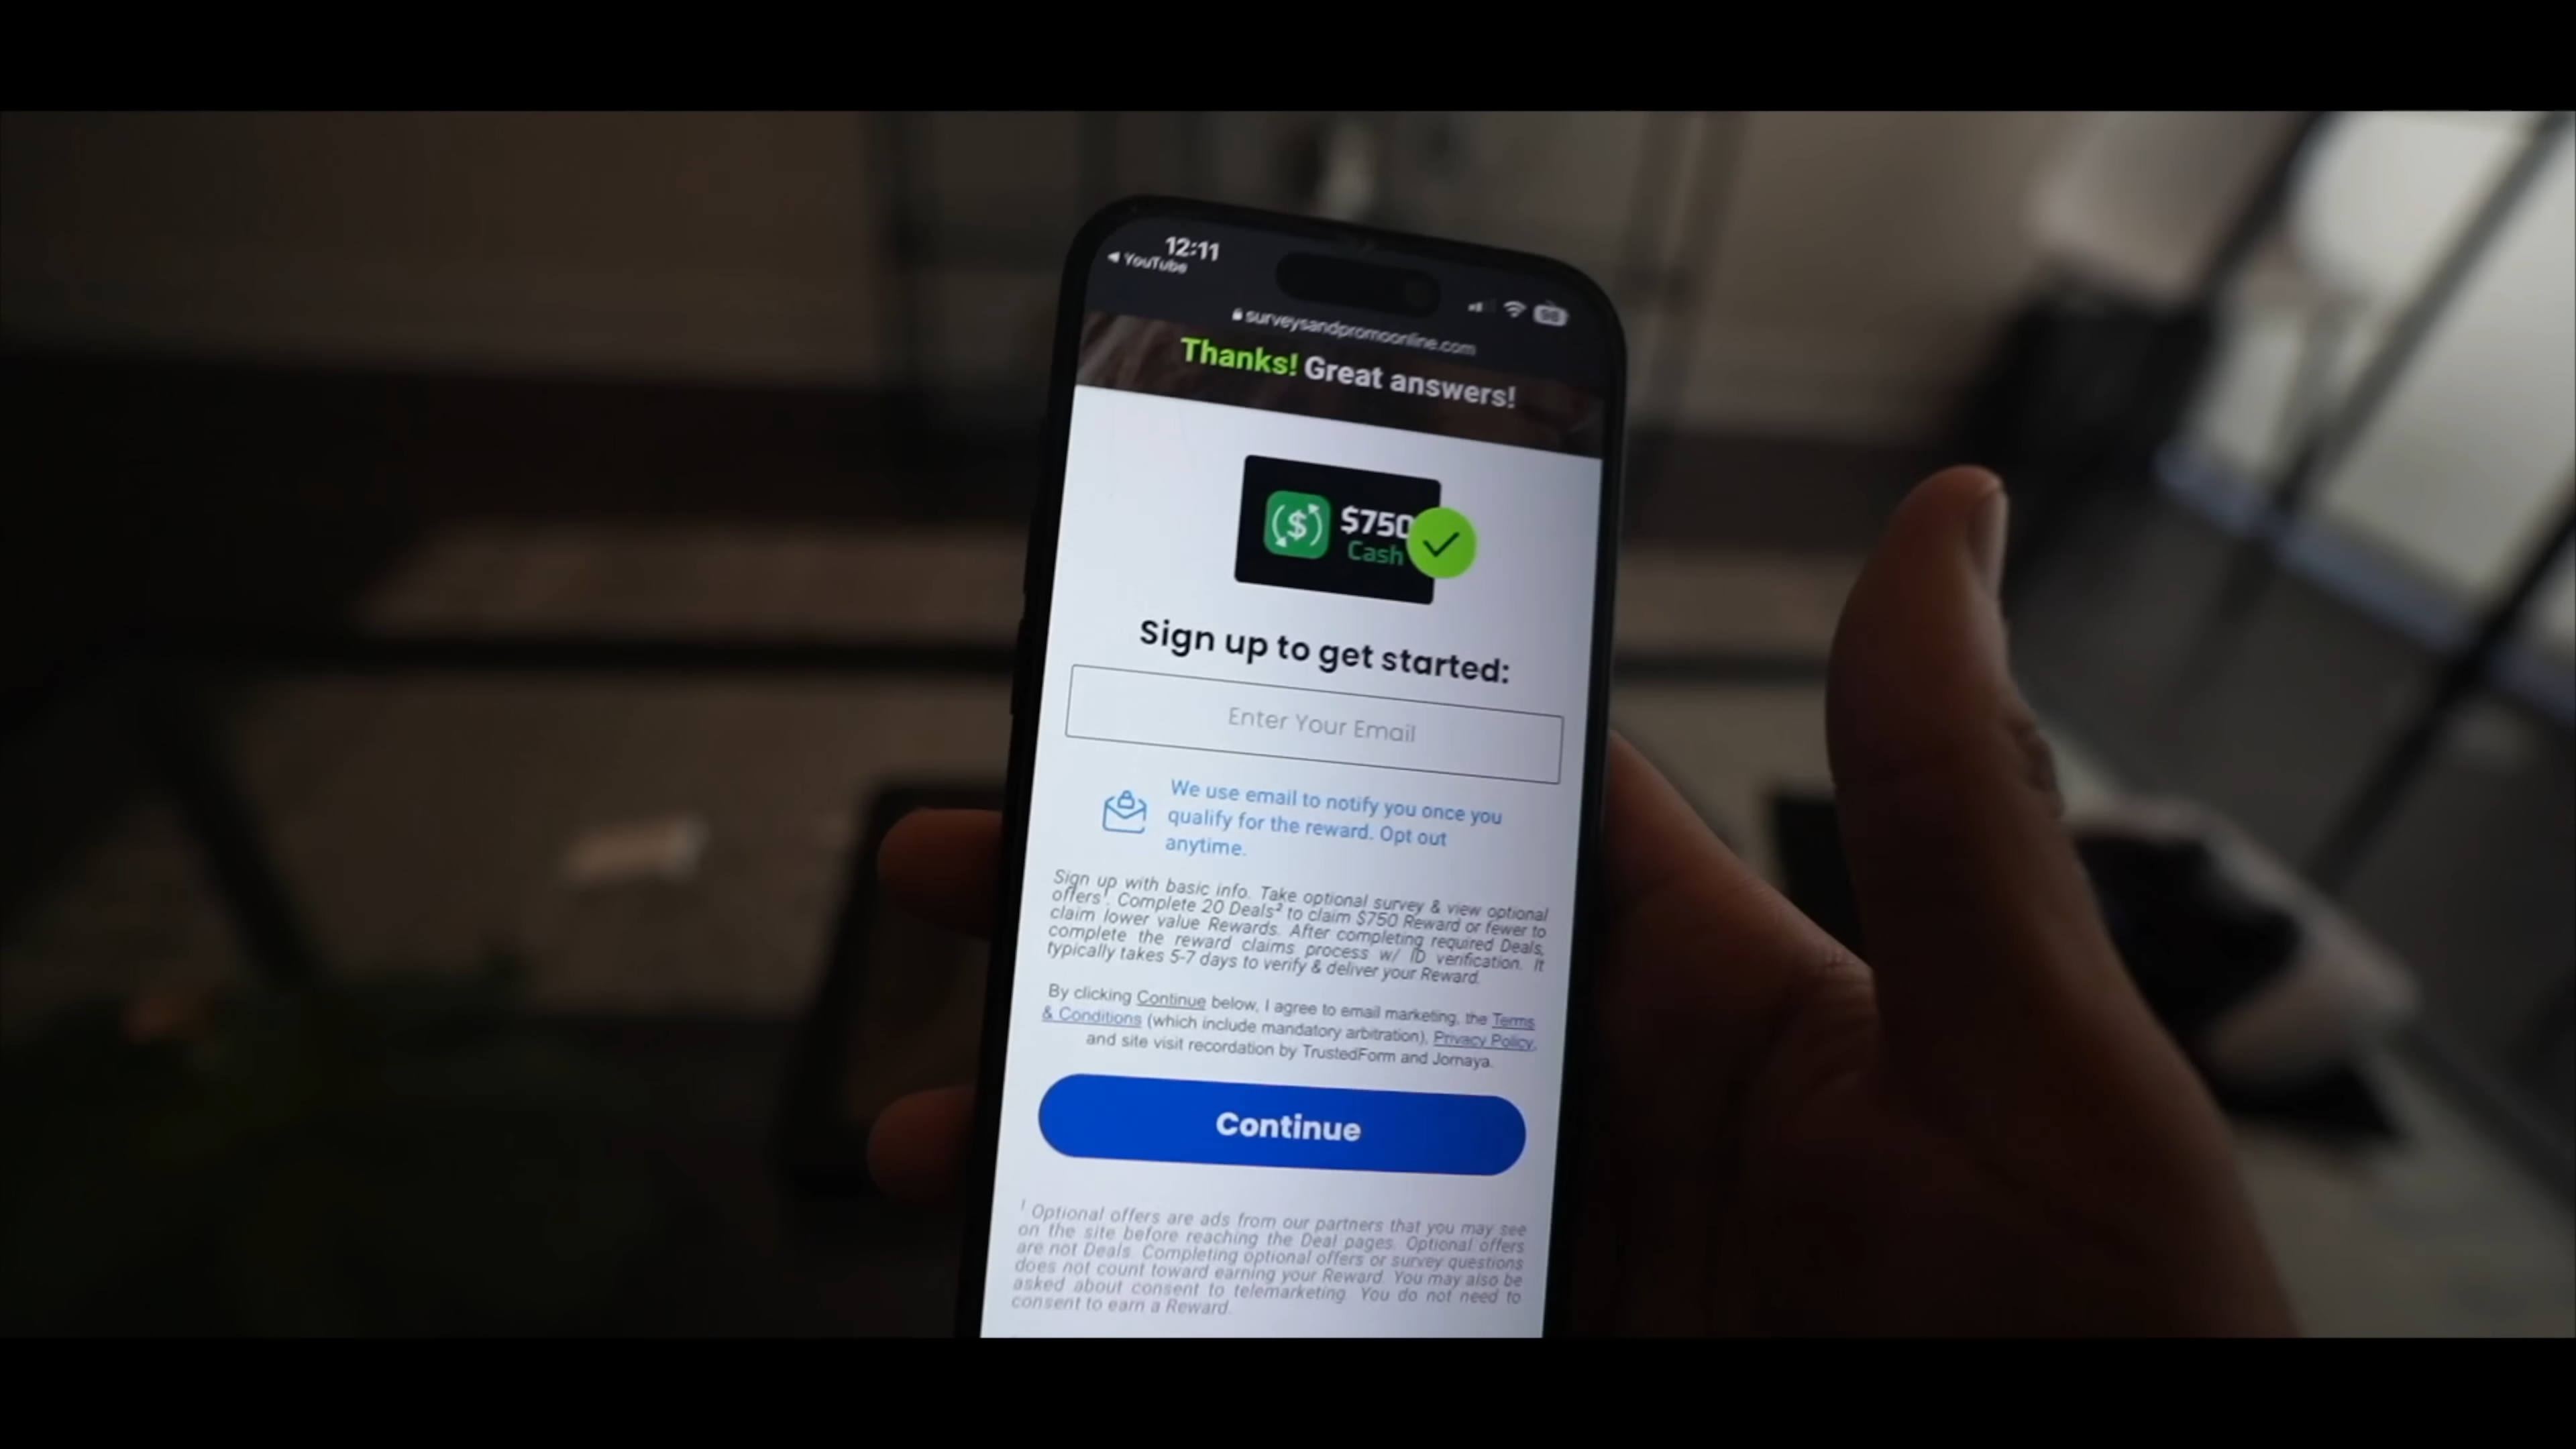 12:11
◀ YouTube
98
surveysandpromoonline.com
Thanks! Great answers!
$750
Cash
Sign up to get started:
Enter Your Email
We use email to notify you once you
qualify for the reward. Opt out
anytime.
Sign up with basic info. Take optional survey & view optional
offers¹. Complete 20 Deals² to claim $750 Reward or fewer to
claim lower value Rewards. After completing required Deals,
complete the reward claims process w/ ID verification. It
typically takes 5-7 days to verify & deliver your Reward.
By clicking Continue below, I agree to email marketing, the Terms
& Conditions (which include mandatory arbitration), Privacy Policy,
and site visit recordation by TrustedForm and Jornaya.
Continue
¹ Optional offers are ads from our partners that you may see
on the site before reaching the Deal pages. Optional offers
are not Deals. Completing optional offers or survey questions
does not count toward earning your Reward. You may also be
asked about consent to telemarketing. You do not need to
consent to earn a Reward.